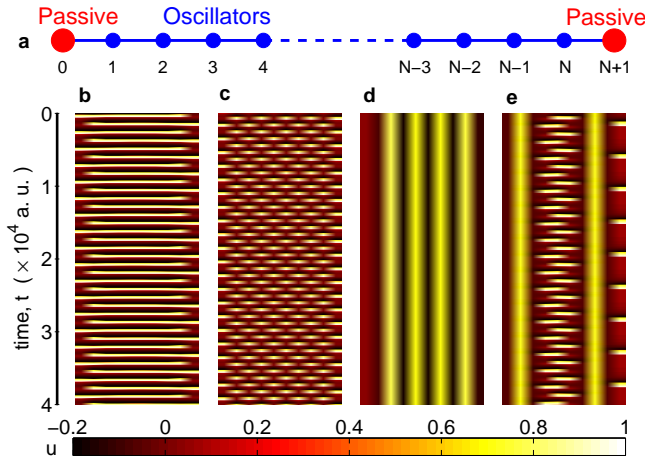 Passive Oscillators Passive
a
0 1 2 3 4 N−3 N−2 N−1 N N+1
b c d e
0
1
2
3
4
time, t ( × 10⁴ a. u. )
−0.2 0 0.2 0.4 0.6 0.8 1
u